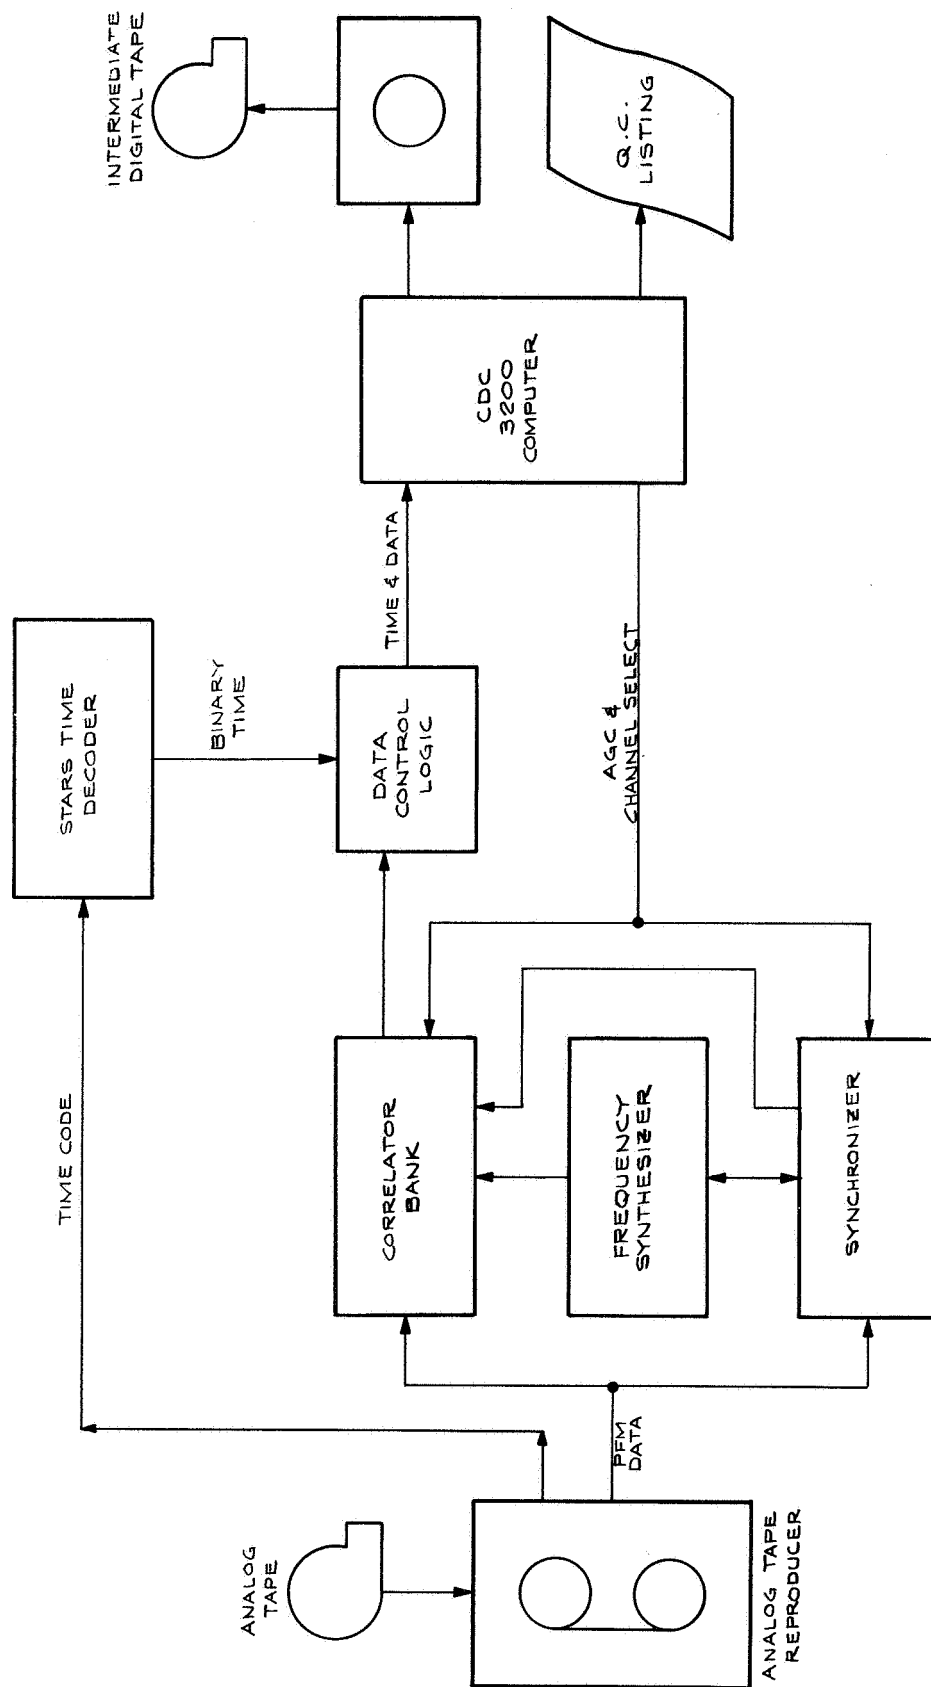 ANALOG
TAPE
ANALOG TAPE
REPRODUCER
TIME CODE
PFM
DATA
CORRELATOR
BANK
FREQUENCY
SYNTHESIZER
SYNCHRONIZER
STARS TIME
DECODER
BINARY
TIME
DATA
CONTROL
LOGIC
TIME & DATA
AGC &
CHANNEL SELECT
CDC
3200
COMPUTER
INTERMEDIATE
DIGITAL TAPE
Q.C.
LISTING